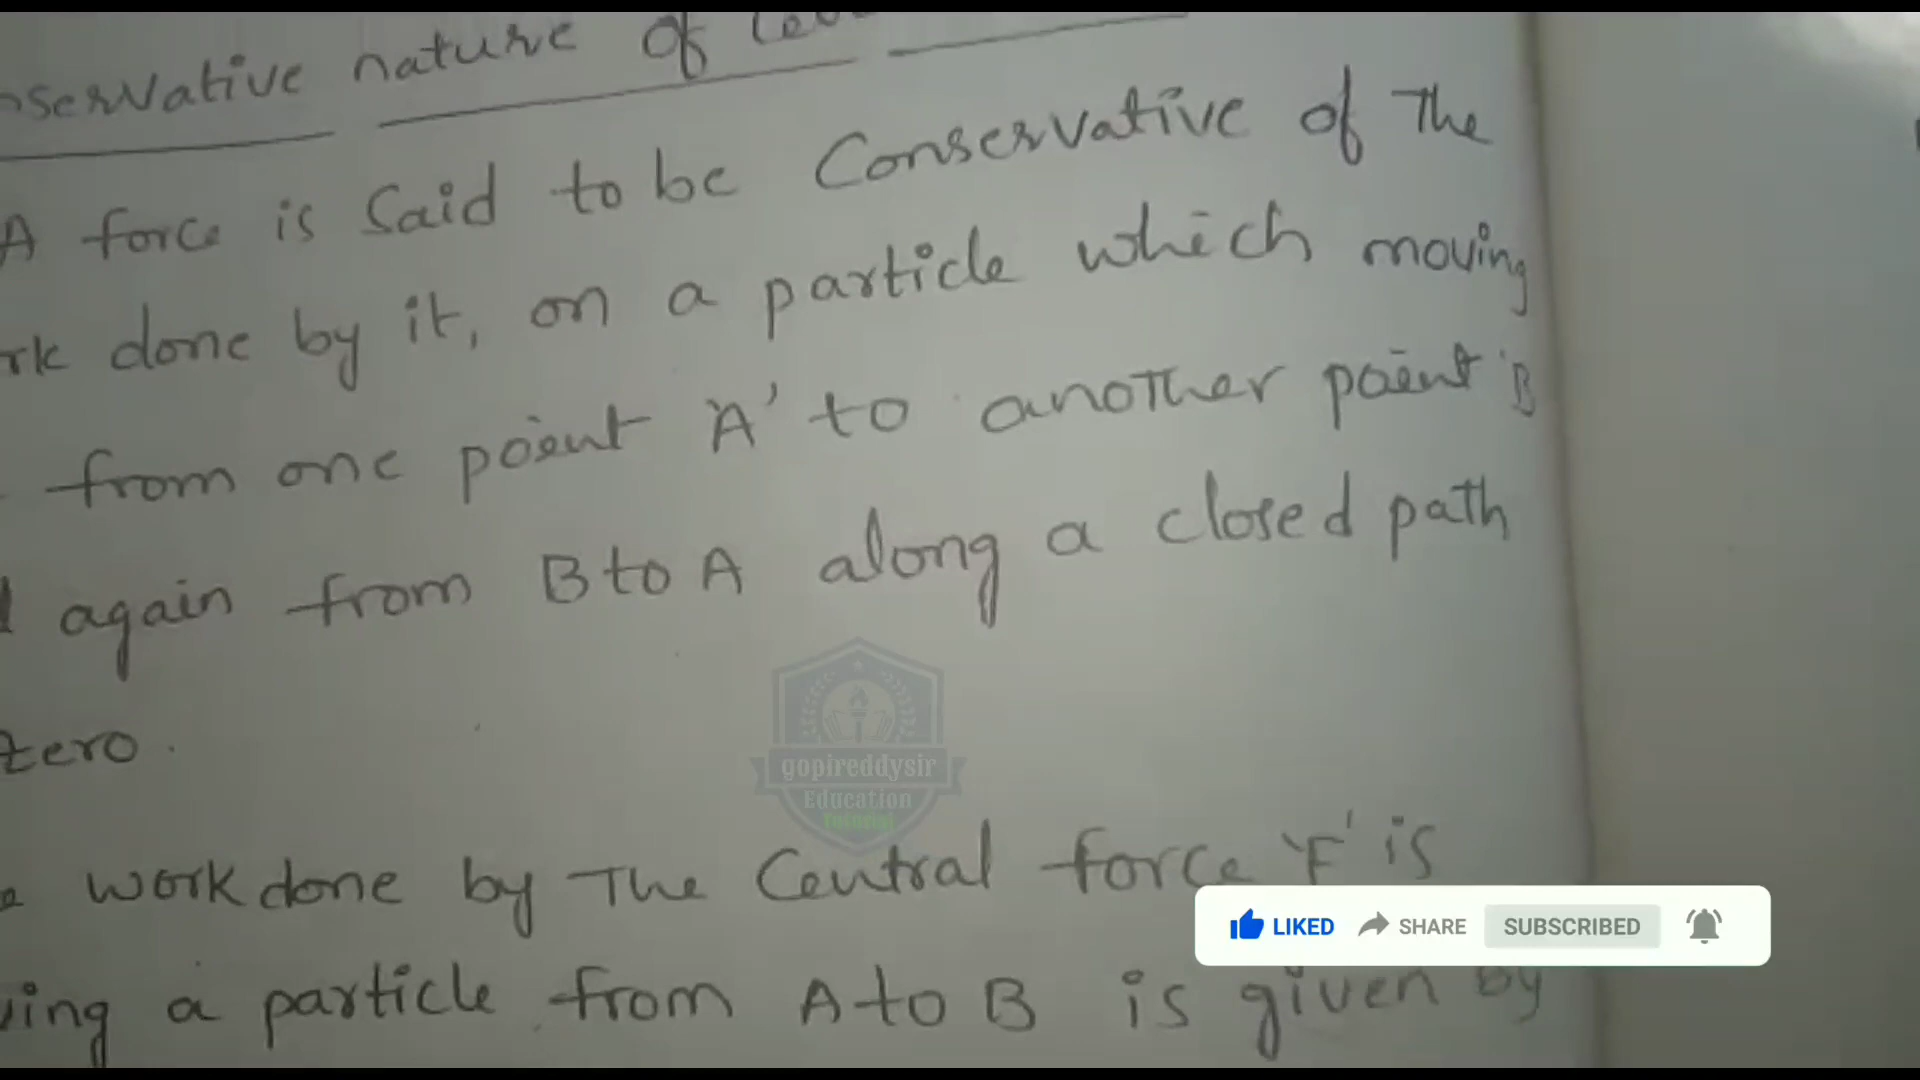 nservative nature of
A force is said to be Conservative of The
rk done by it, on a particle which moving
from one point 'A' to another point 'B
again from B to A along a closed path
zero.
gopireddysir
Education
Tutorial
work done by The Central force 'F' is
LIKED SHARE SUBSCRIBED
ving a particle from A to B is given by